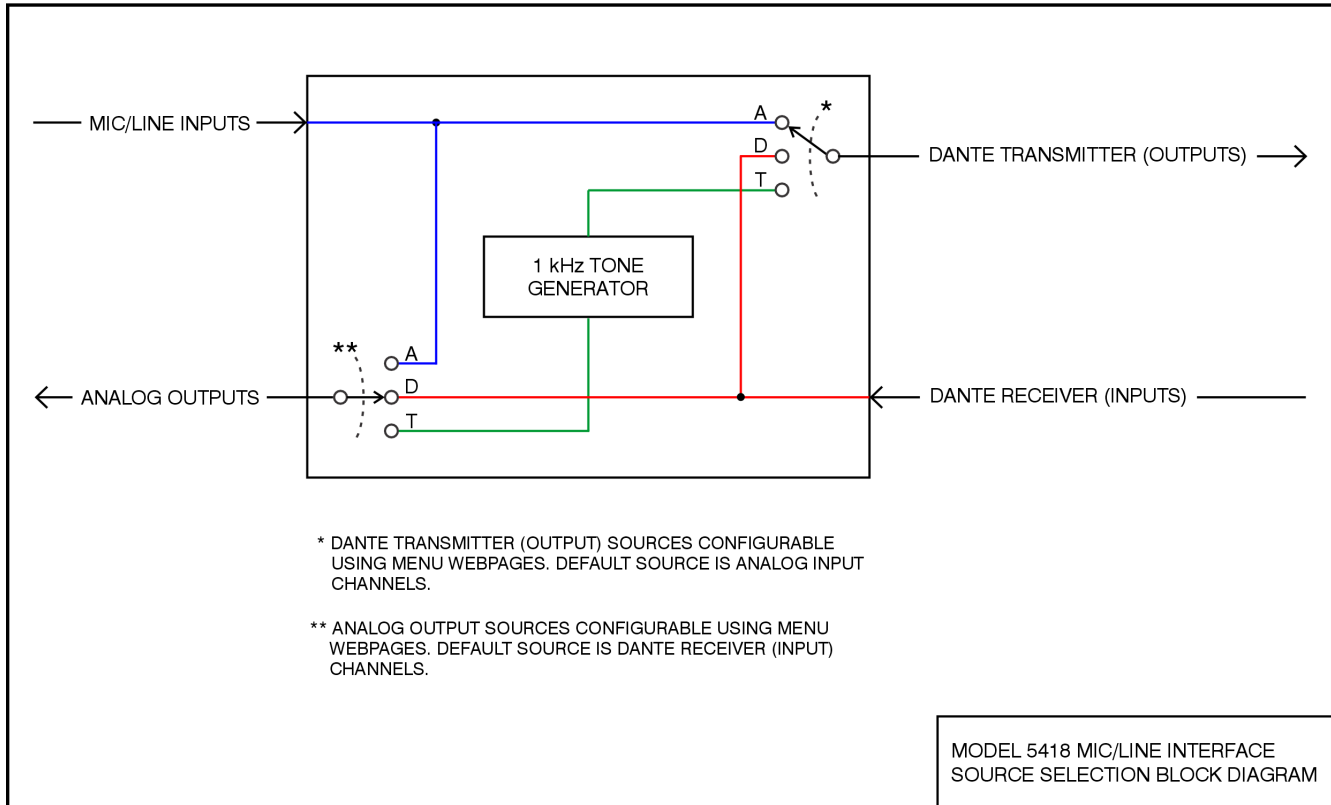 MIC/LINE INPUTS
A
*
D
DANTE TRANSMITTER (OUTPUTS)
T
1 kHz TONE
GENERATOR
**
A
ANALOG OUTPUTS
D
DANTE RECEIVER (INPUTS)
T
* DANTE TRANSMITTER (OUTPUT) SOURCES CONFIGURABLE
USING MENU WEBPAGES. DEFAULT SOURCE IS ANALOG INPUT
CHANNELS.
** ANALOG OUTPUT SOURCES CONFIGURABLE USING MENU
WEBPAGES. DEFAULT SOURCE IS DANTE RECEIVER (INPUT)
CHANNELS.
MODEL 5418 MIC/LINE INTERFACE
SOURCE SELECTION BLOCK DIAGRAM